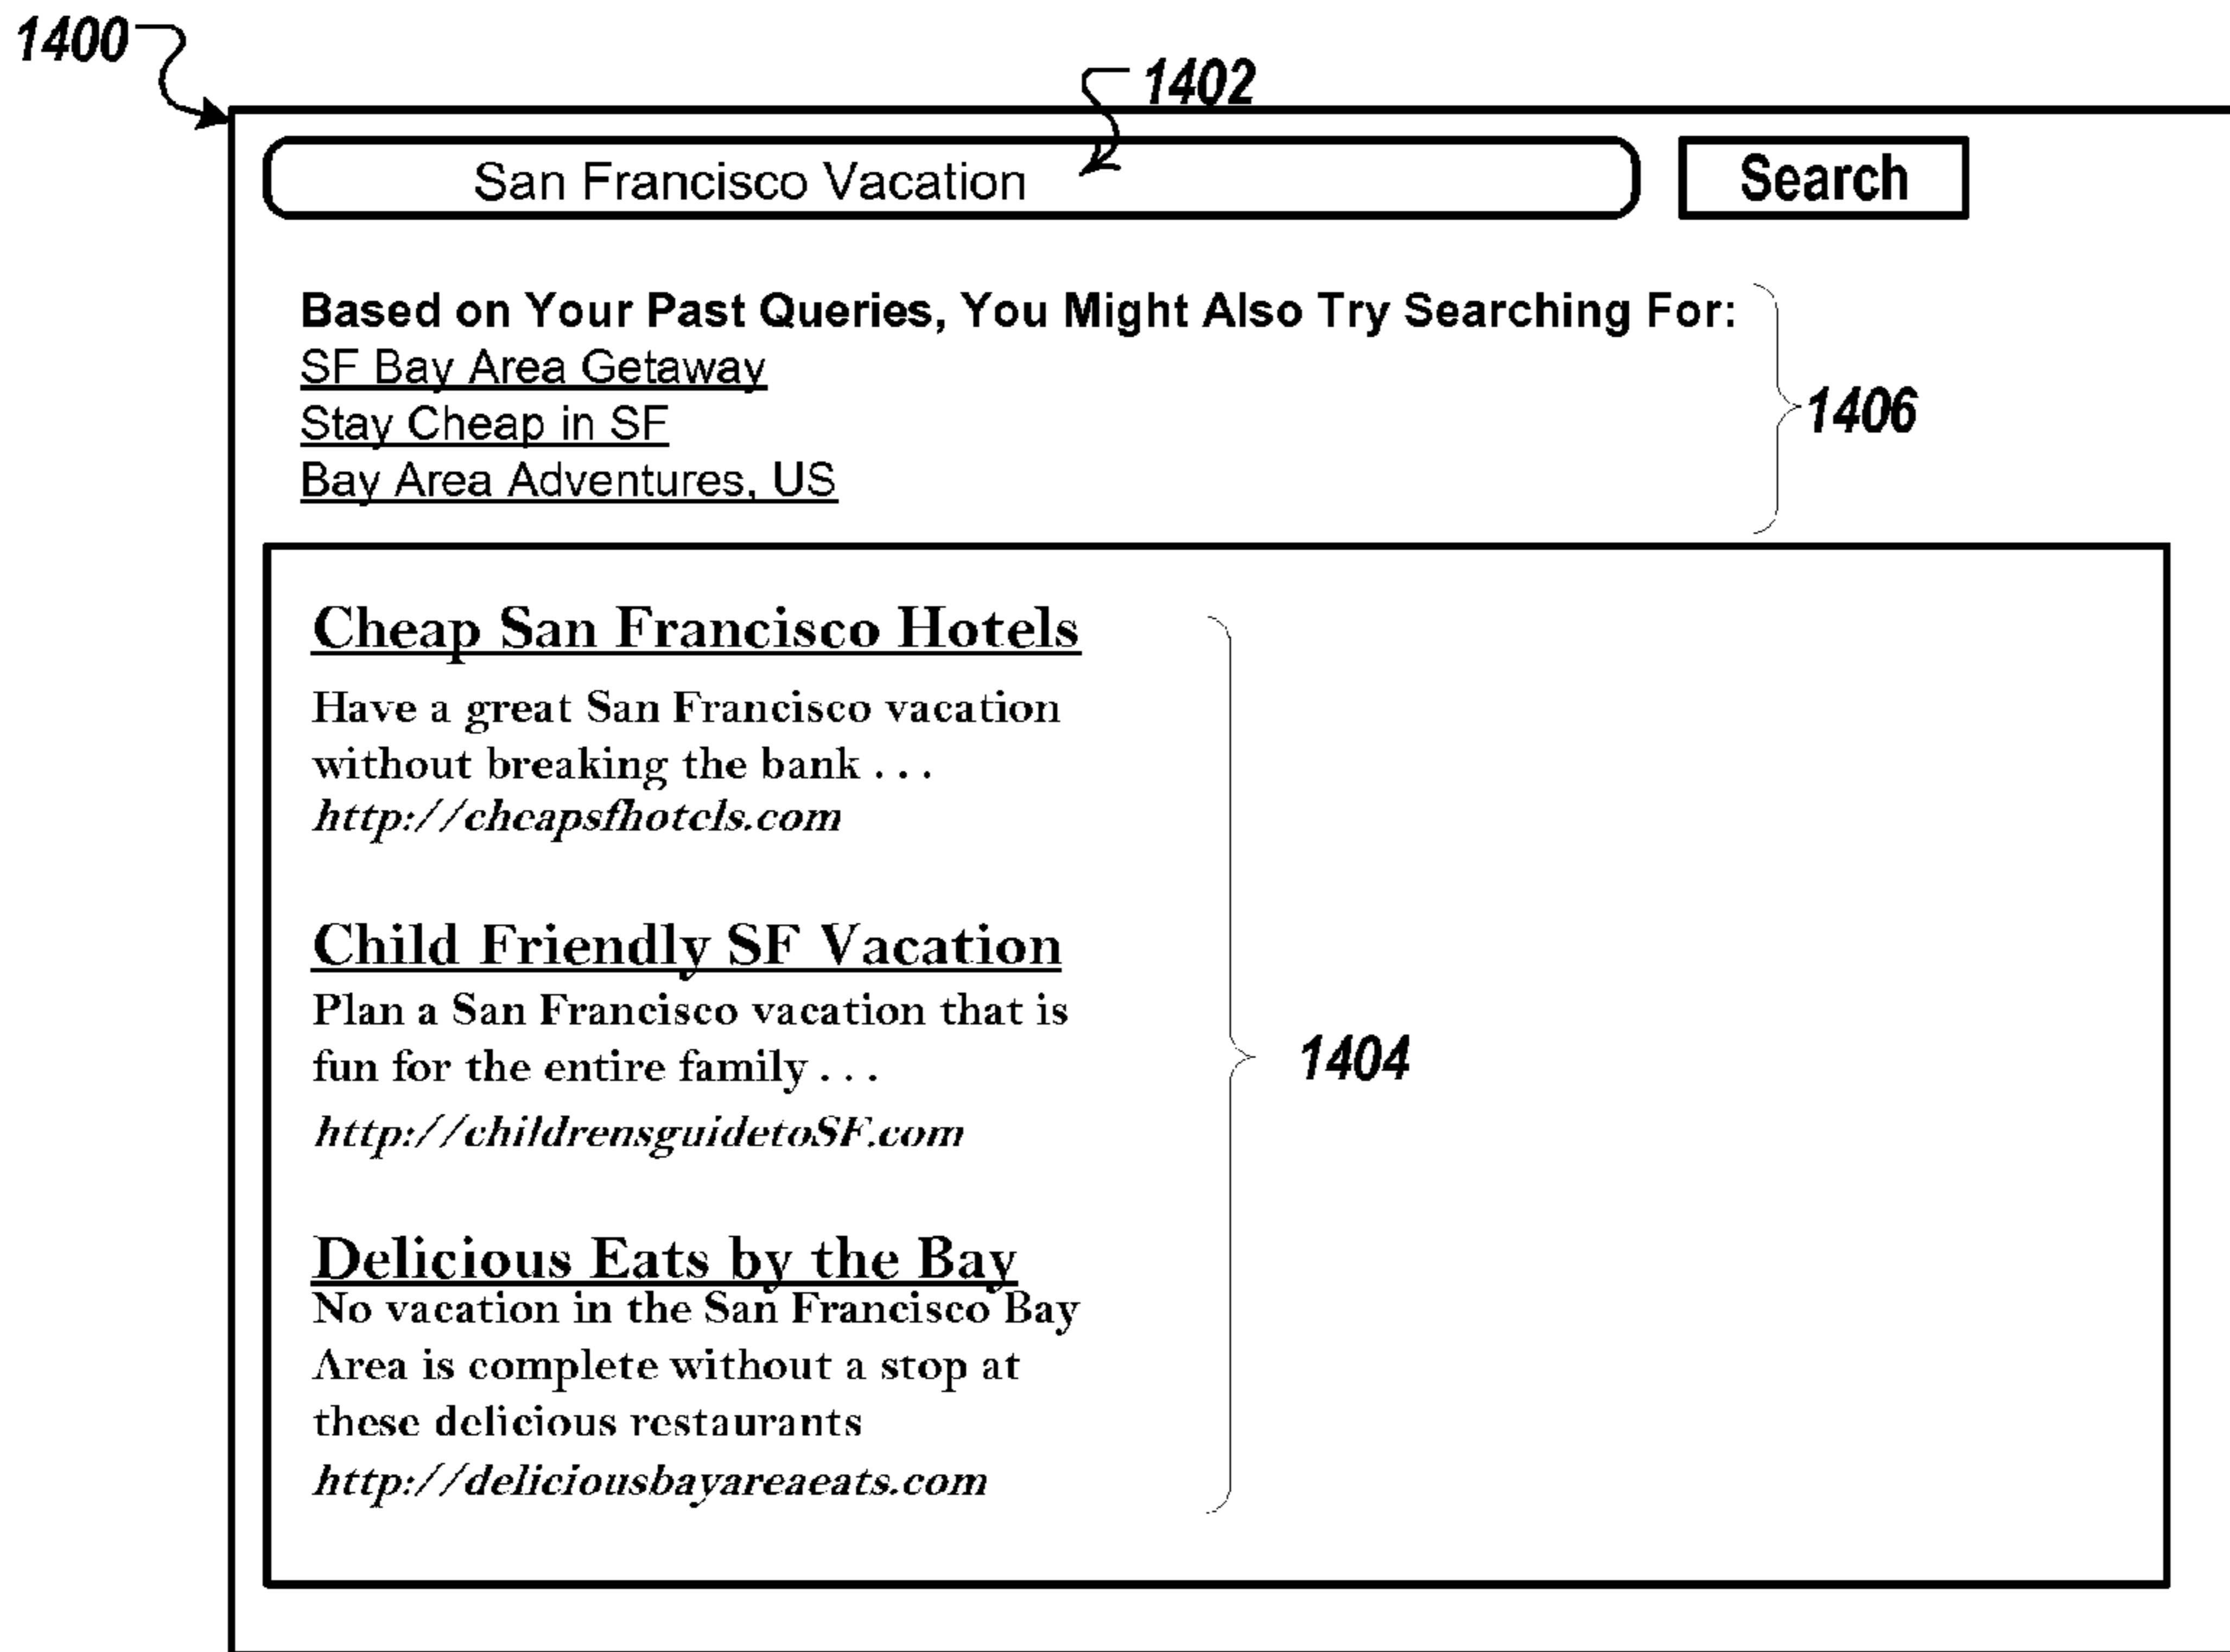 1400
1402
San Francisco Vacation Search
Based on Your Past Queries, You Might Also Try Searching For:
SF Bay Area Getaway
Stay Cheap in SF
Bay Area Adventures, US
1406
Cheap San Francisco Hotels
Have a great San Francisco vacation
without breaking the bank . . .
http://cheapsfhotels.com
Child Friendly SF Vacation
Plan a San Francisco vacation that is
fun for the entire family . . .
http://childrensguidetoSF.com
1404
Delicious Eats by the Bay
No vacation in the San Francisco Bay
Area is complete without a stop at
these delicious restaurants
http://deliciousbayareaeats.com